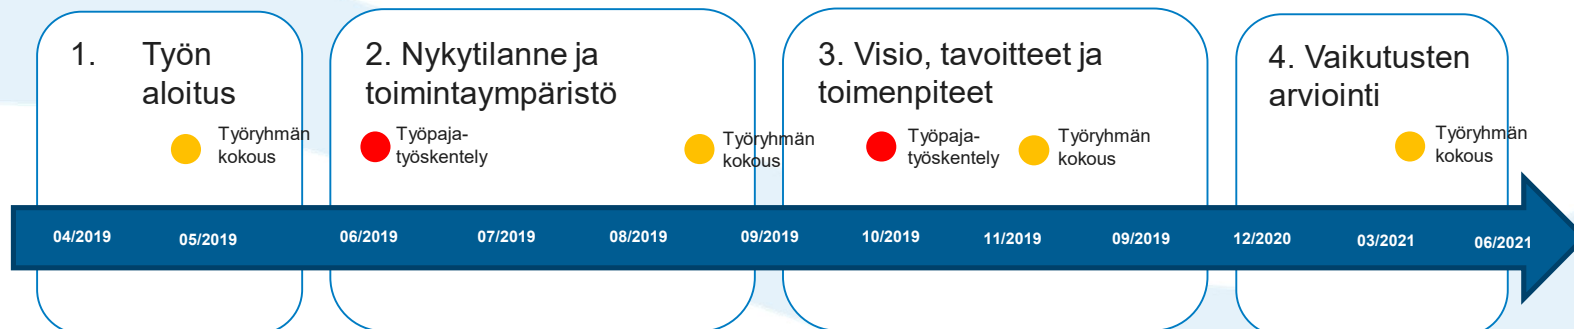 1. Työn
aloitus
Työryhmän
kokous
2. Nykytilanne ja
toimintaympäristö
Työpaja-
työskentely
Työryhmän
kokous
3. Visio, tavoitteet ja
toimenpiteet
Työpaja-
työskentely
Työryhmän
kokous
4. Vaikutusten
arviointi
Työryhmän
kokous
04/2019
05/2019
06/2019
07/2019
08/2019
09/2019
10/2019
11/2019
09/2019
12/2020
03/2021
06/2021